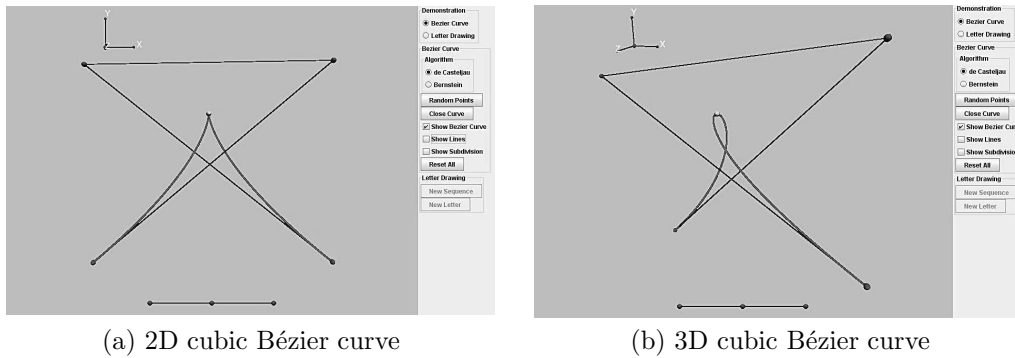 Y
X
Demonstration
Bezier Curve
Letter Drawing
Bezier Curve
Algorithm
de Casteljau
Bernstein
Random Points
Close Curve
Show Bezier Curve
Show Lines
Show Subdivision
Reset All
Letter Drawing
New Sequence
New Letter
(a) 2D cubic Bézier curve
Y
Z X
Demonstration
Bezier Curve
Letter Drawing
Bezier Curve
Algorithm
de Casteljau
Bernstein
Random Points
Close Curve
Show Bezier Curv
Show Lines
Show Subdivision
Reset All
Letter Drawing
New Sequence
New Letter
(b) 3D cubic Bézier curve